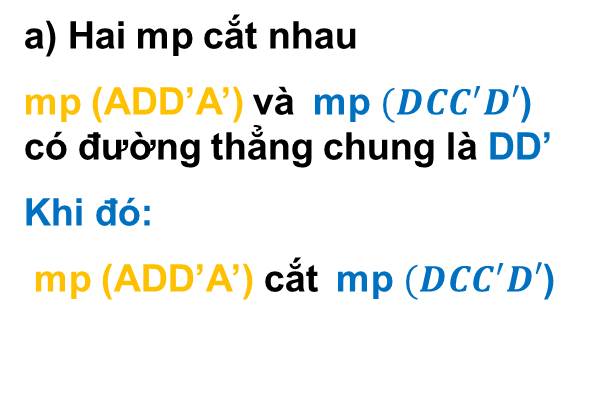 a) Hai mp cắt nhau
mp (ADD’A’) và mp (DCC′D′)
có đường thẳng chung là DD’
Khi đó:
mp (ADD’A’) cắt mp (DCC′D′)